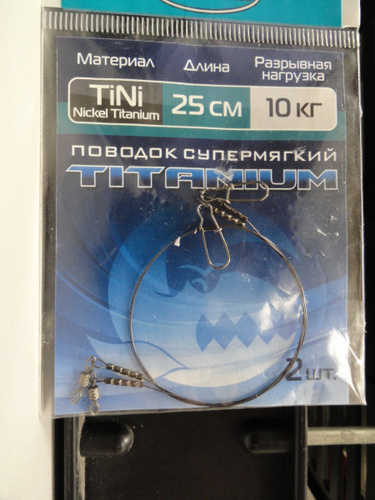 Материал Длина Разрывная нагрузка
TiNi
Nickel Titanium 25 СМ 10 КГ
ПОВОДОК СУПЕРМЯГКИЙ
TITANIUM
2 ШТ.